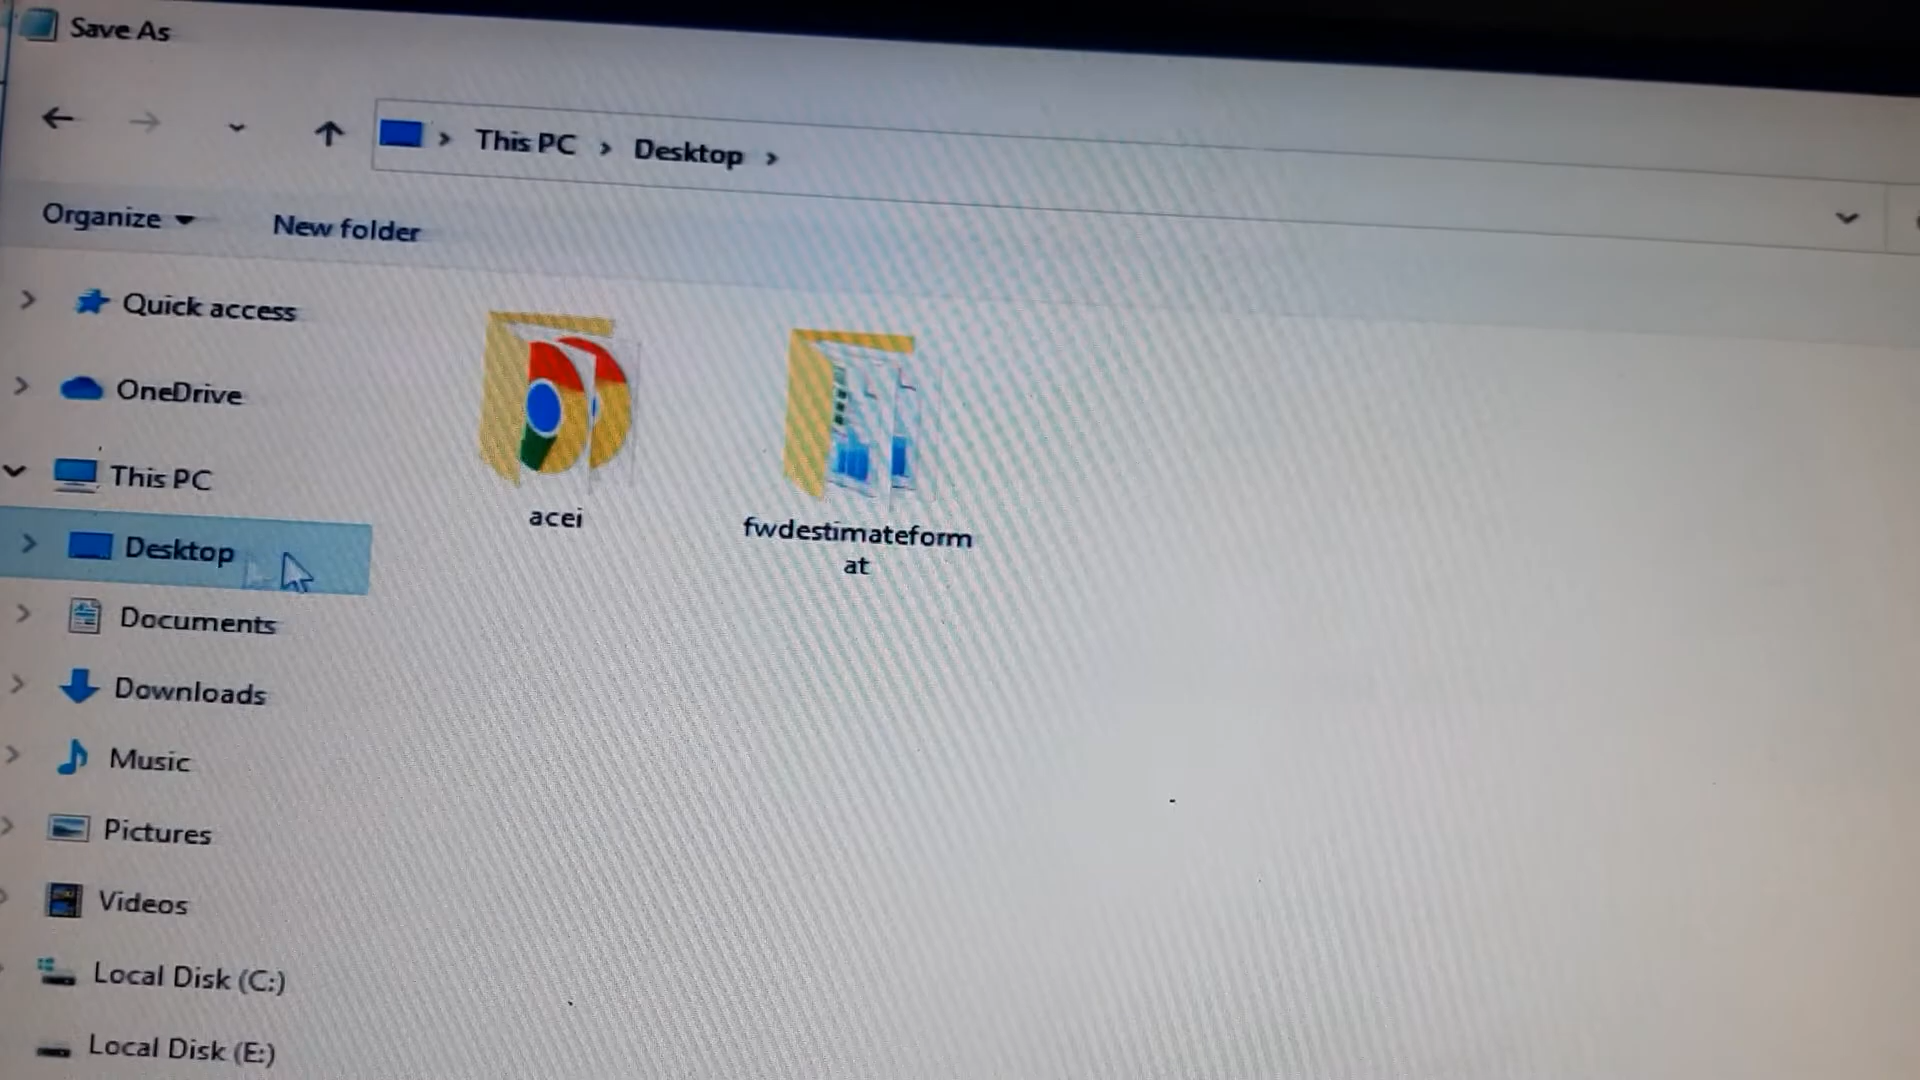 Save As
This PC
Desktop
Organize
New folder
Quick access
OneDrive
This PC
Desktop
Documents
Downloads
Music
Pictures
Videos
Local Disk (C:)
Local Disk (E:)
acei
fwdestimateform
at